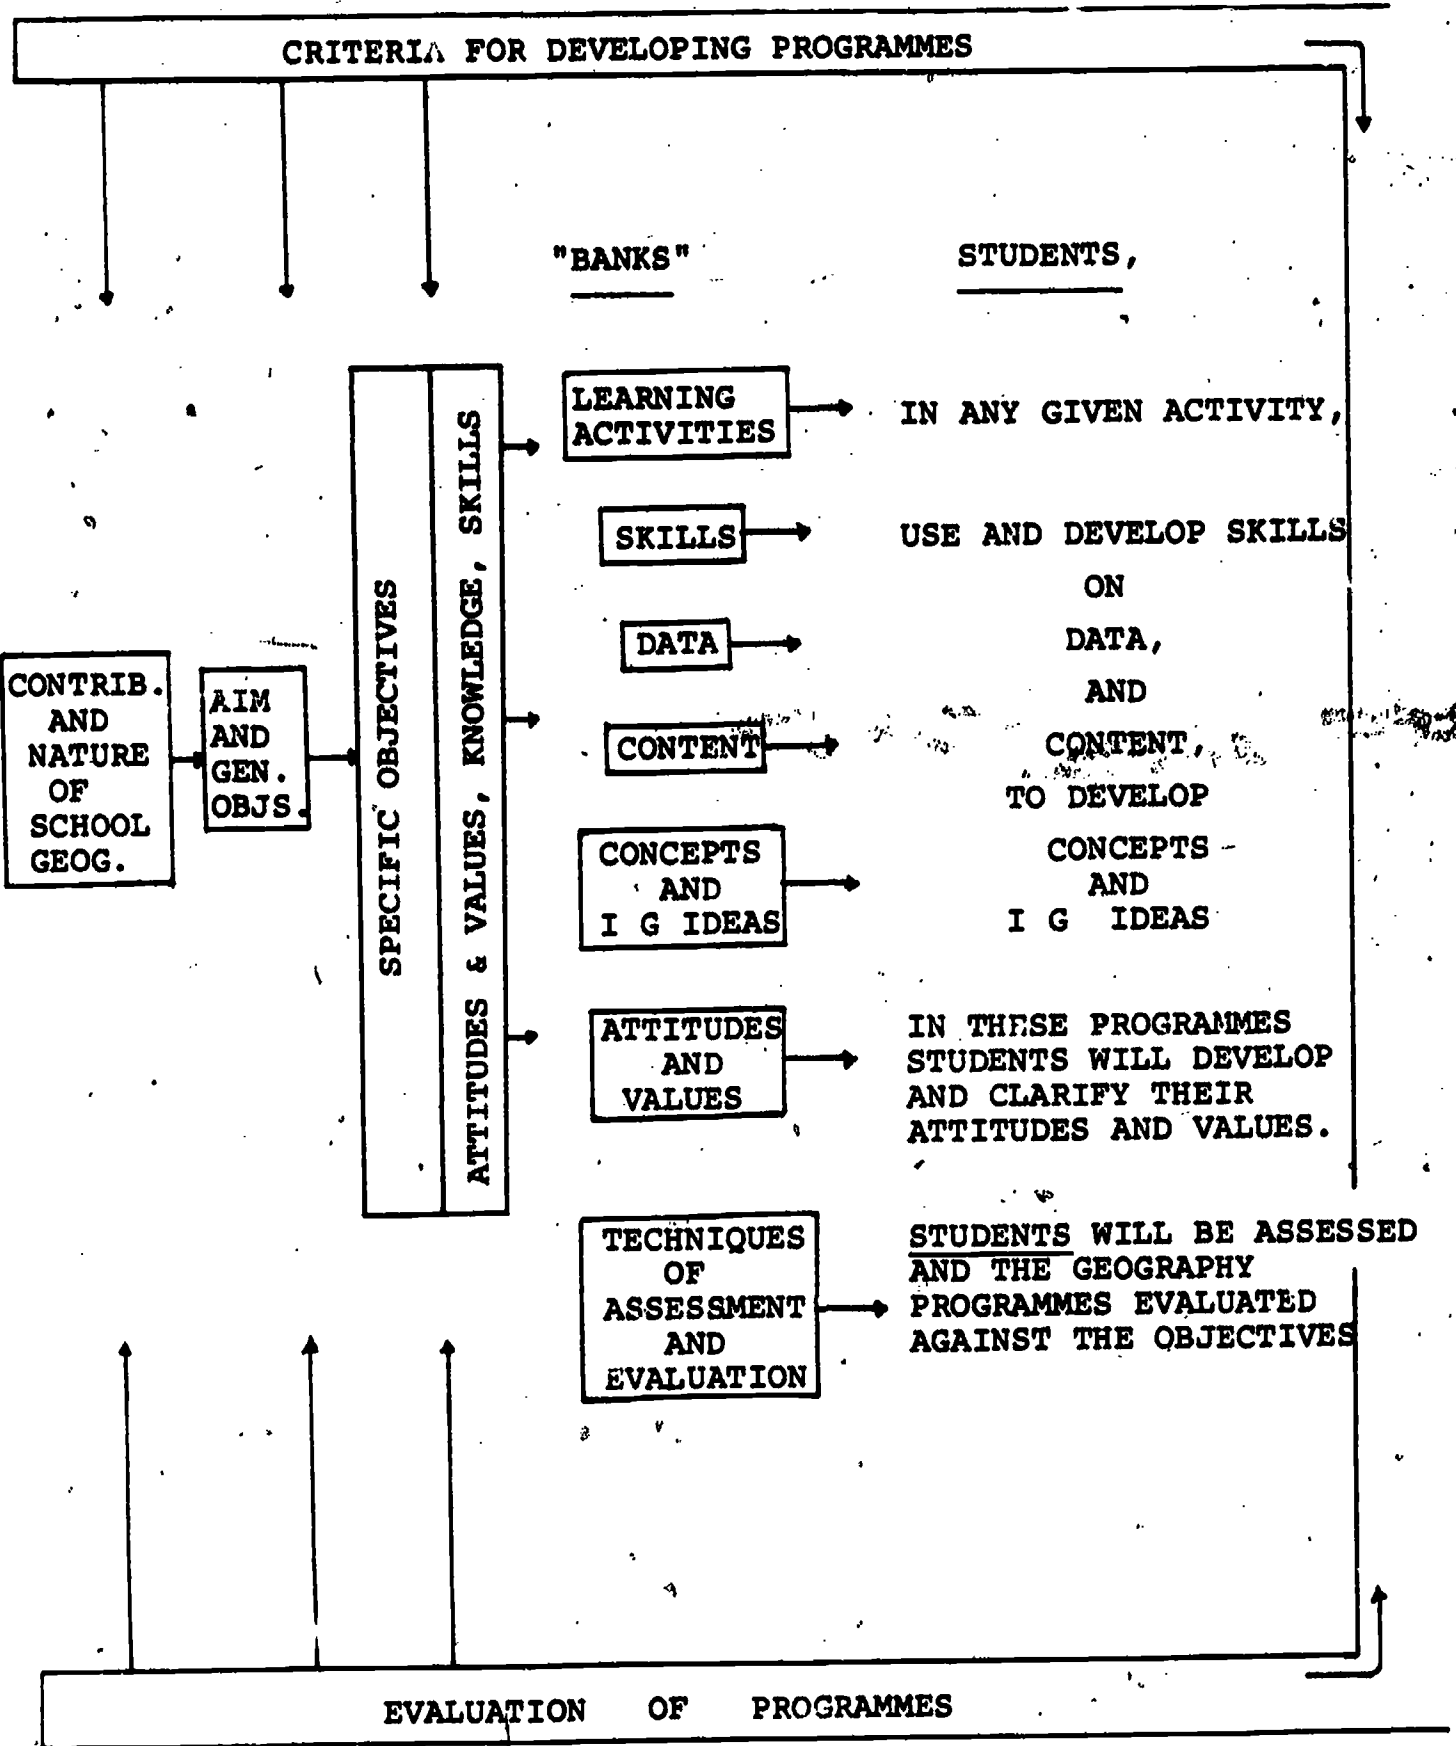 CRITERIA FOR DEVELOPING PROGRAMMES
"BANKS"
STUDENTS,
CONTRIB.
AND
NATURE
OF
SCHOOL
GEOG.
AIM
AND
GEN.
OBJS.
SPECIFIC OBJECTIVES
ATTITUDES & VALUES, KNOWLEDGE, SKILLS
LEARNING
ACTIVITIES
IN ANY GIVEN ACTIVITY,
SKILLS
USE AND DEVELOP SKILLS
ON
DATA
DATA,
AND
CONTENT
CONTENT,
TO DEVELOP
CONCEPTS
AND
I G IDEAS
CONCEPTS
AND
I G IDEAS
ATTITUDES
AND
VALUES
IN THESE PROGRAMMES
STUDENTS WILL DEVELOP
AND CLARIFY THEIR
ATTITUDES AND VALUES.
TECHNIQUES
OF
ASSESSMENT
AND
EVALUATION
STUDENTS WILL BE ASSESSED
AND THE GEOGRAPHY
PROGRAMMES EVALUATED
AGAINST THE OBJECTIVES
EVALUATION OF PROGRAMMES